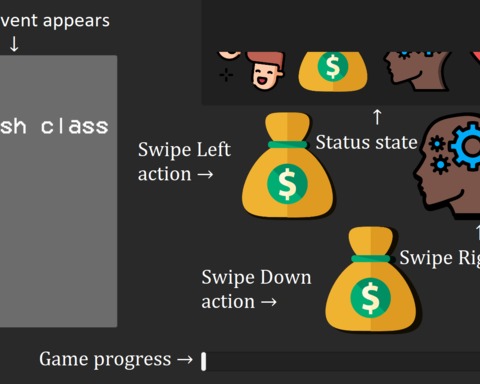 vent appears
↓
sh class
$
↑
Status state
Swipe Left
action →
$
↑
Swipe Rig
Swipe Down
action →
$
Game progress →